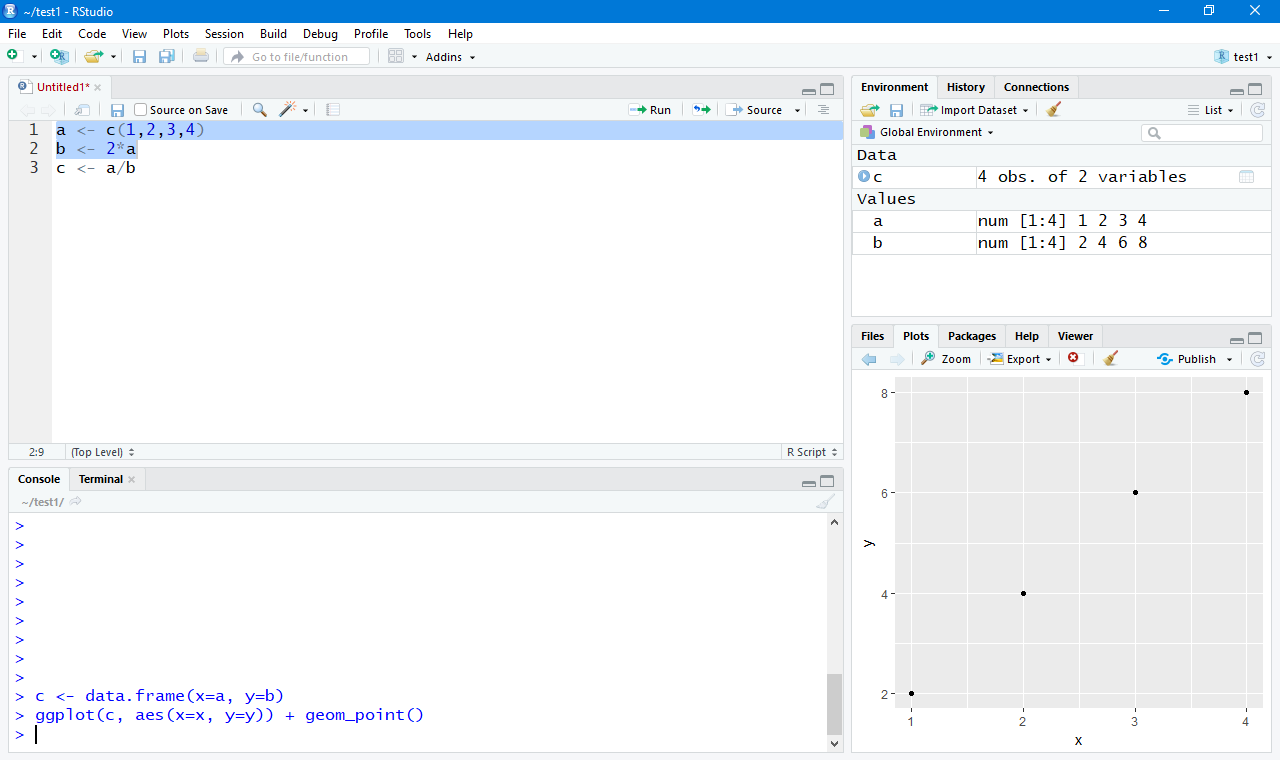 ~/test1 - RStudio
File Edit Code View Plots Session Build Debug Profile Tools Help
Go to file/function Addins test1
Untitled1*
Source on Save Run Source
1 a <- c(1,2,3,4)
2 b <- 2*a
3 c <- a/b
2:9 (Top Level) R Script
Console Terminal
~/test1/
>
>
>
>
>
>
>
>
>
> c <- data.frame(x=a, y=b)
> ggplot(c, aes(x=x, y=y)) + geom_point()
>
Environment History Connections
Import Dataset List
Global Environment
Data
c 4 obs. of 2 variables
Values
a num [1:4] 1 2 3 4
b num [1:4] 2 4 6 8
Files Plots Packages Help Viewer
Zoom Export Publish
8
6
y
4
2
1 2 3 4
x